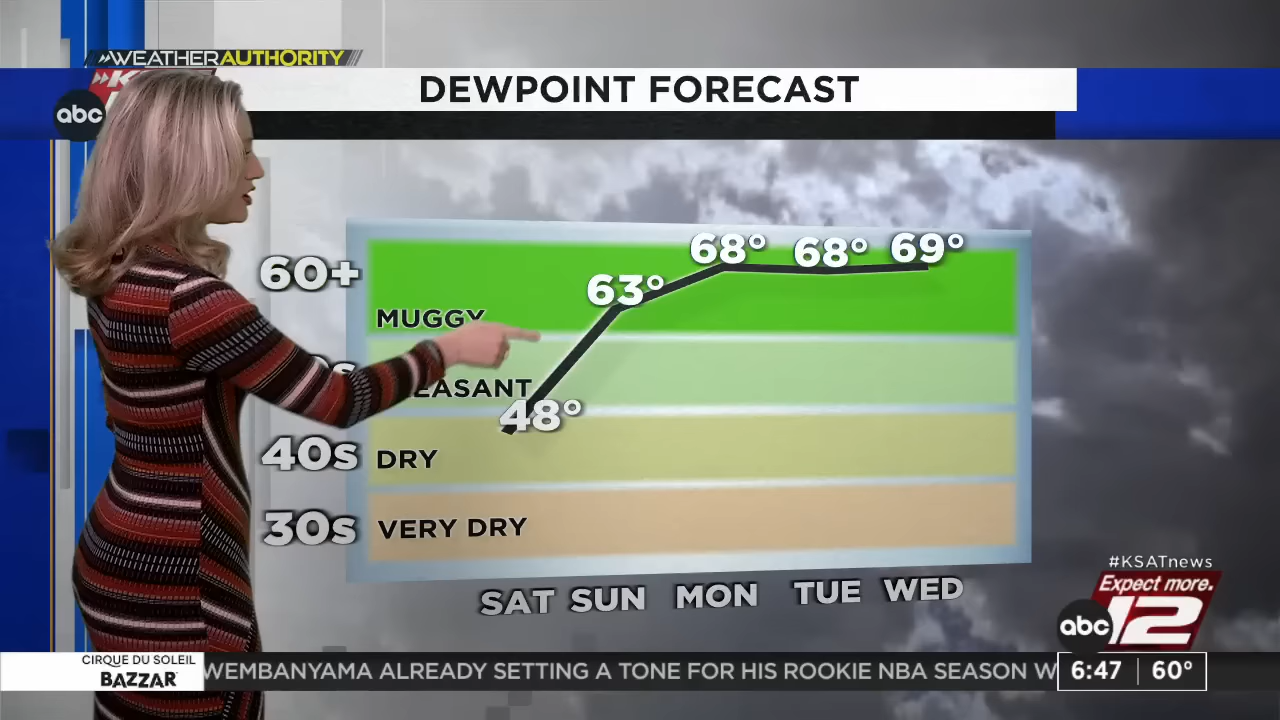 WEATHERAUTHORITY
DEWPOINT FORECAST
abc
68° 68° 69°
60+
63°
MUGGY
EASANT
48°
40s DRY
30s VERY DRY
SAT SUN MON TUE WED
#KSATnews
Expect more.
abc 12
CIRQUE DU SOLEIL
BAZZAR
WEMBANYAMA ALREADY SETTING A TONE FOR HIS ROOKIE NBA SEASON W
6:47 60°